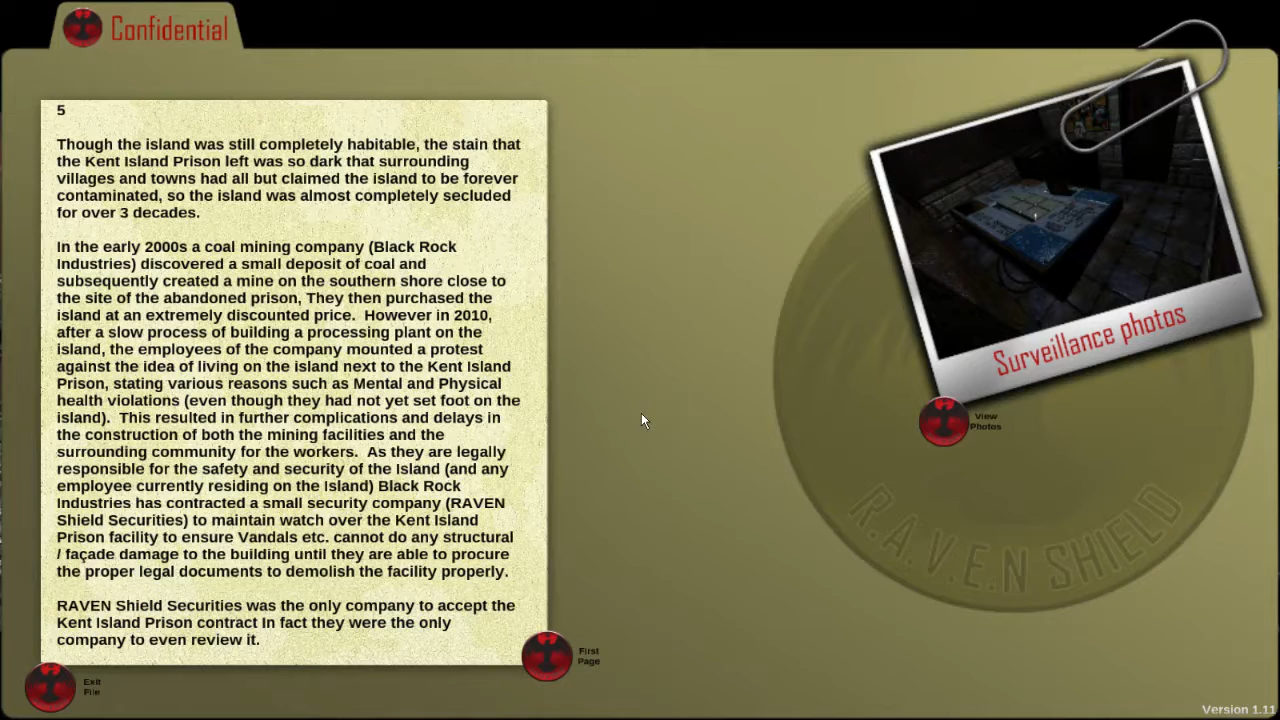 Confidential
5
Though the island was still completely habitable, the stain that
the Kent Island Prison left was so dark that surrounding
villages and towns had all but claimed the island to be forever
contaminated, so the island was almost completely secluded
for over 3 decades.
In the early 2000s a coal mining company (Black Rock
Industries) discovered a small deposit of coal and
subsequently created a mine on the southern shore close to
the site of the abandoned prison, They then purchased the
island at an extremely discounted price.  However in 2010,
after a slow process of building a processing plant on the
island, the employees of the company mounted a protest
against the idea of living on the island next to the Kent Island
Prison, stating various reasons such as Mental and Physical
health violations (even though they had not yet set foot on the
island).  This resulted in further complications and delays in
the construction of both the mining facilities and the
surrounding community for the workers.  As they are legally
responsible for the safety and security of the Island (and any
employee currently residing on the Island) Black Rock
Industries has contracted a small security company (RAVEN
Shield Securities) to maintain watch over the Kent Island
Prison facility to ensure Vandals etc. cannot do any structural
/ façade damage to the building until they are able to procure
the proper legal documents to demolish the facility properly.
RAVEN Shield Securities was the only company to accept the
Kent Island Prison contract In fact they were the only
company to even review it.
First
Page
Exit
File
Surveillance photos
View
Photos
R.A.V.E.N SHIELD
Version 1.11